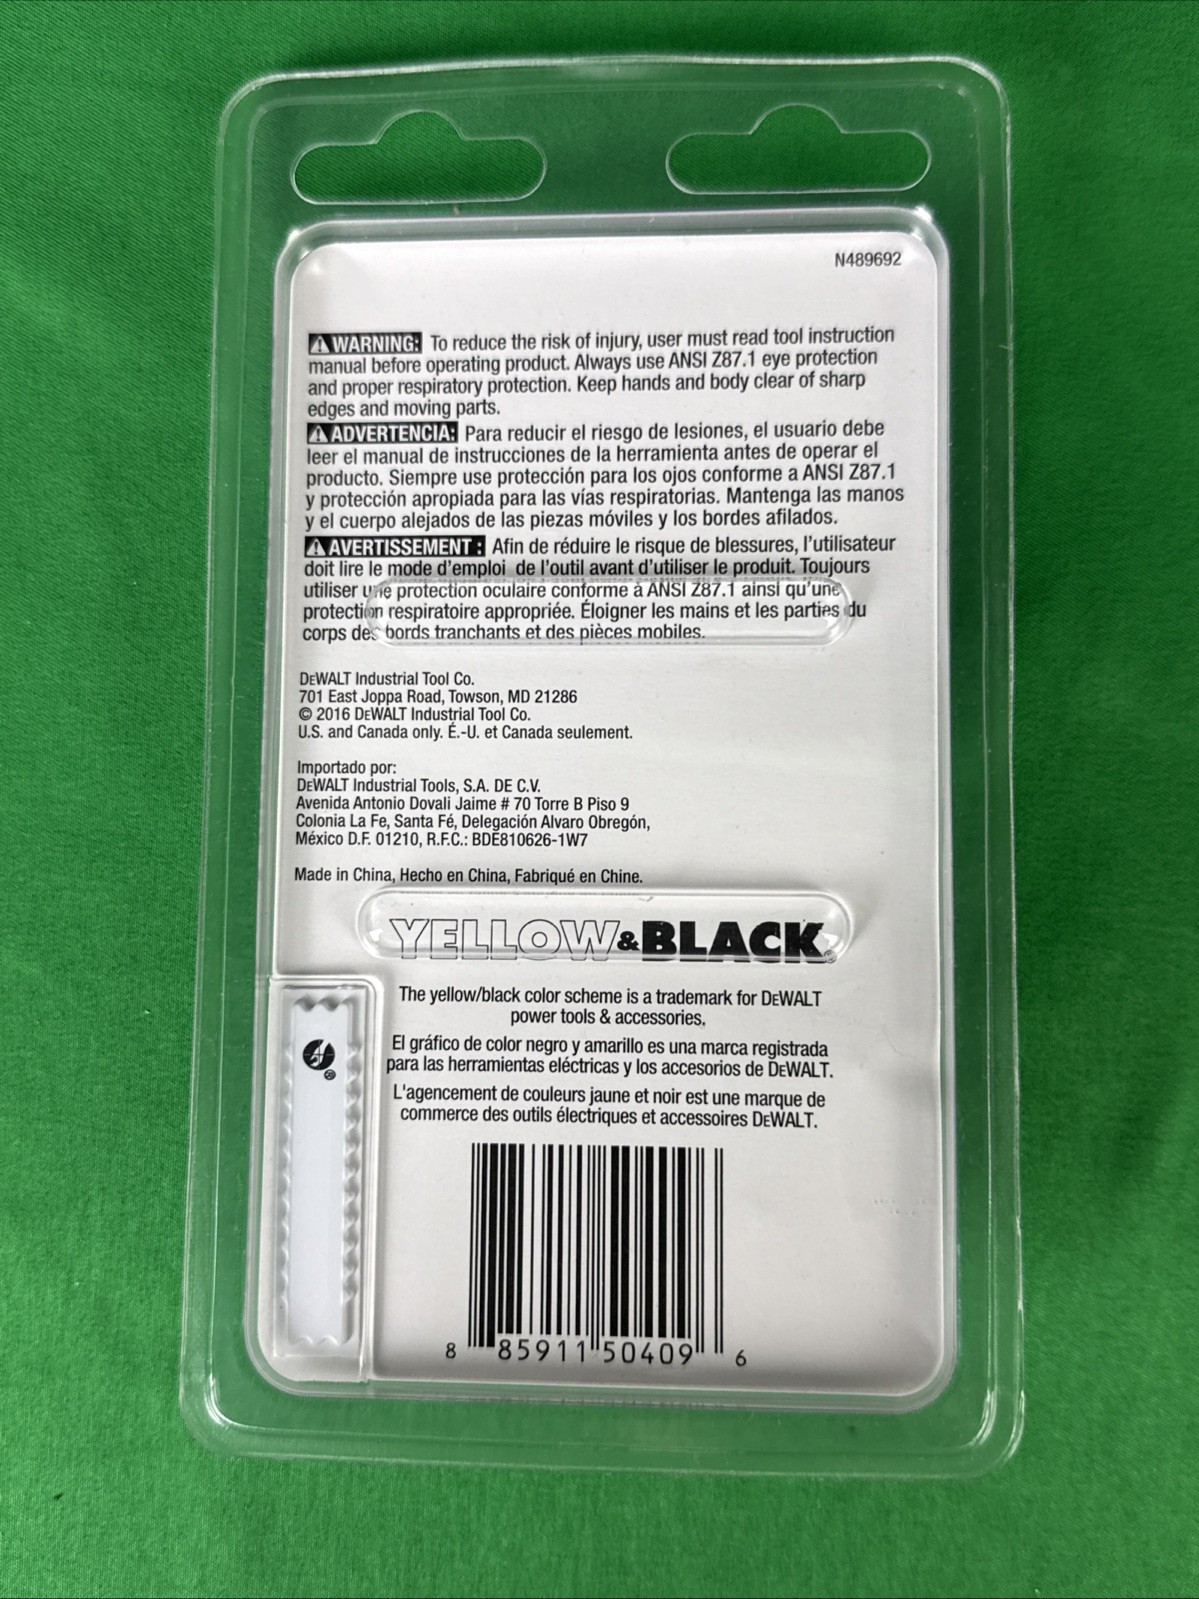 N489692
WARNING: To reduce the risk of injury, user must read tool instruction
manual before operating product. Always use ANSI Z87.1 eye protection
and proper respiratory protection. Keep hands and body clear of sharp
edges and moving parts.
ADVERTENCIA: Para reducir el riesgo de lesiones, el usuario debe
leer el manual de instrucciones de la herramienta antes de operar el
producto. Siempre use protección para los ojos conforme a ANSI Z87.1
y protección apropiada para las vías respiratorias. Mantenga las manos
y el cuerpo alejados de las piezas móviles y los bordes afilados.
AVERTISSEMENT : Afin de réduire le risque de blessures, l'utilisateur
doit lire le mode d'emploi de l'outil avant d'utiliser le produit. Toujours
utiliser une protection oculaire conforme à ANSI Z87.1 ainsi qu'une
protection respiratoire appropriée. Éloigner les mains et les parties du
corps des bords tranchants et des pièces mobiles.
DEWALT Industrial Tool Co.
701 East Joppa Road, Towson, MD 21286
© 2016 DEWALT Industrial Tool Co.
U.S. and Canada only. É.-U. et Canada seulement.
Importado por:
DEWALT Industrial Tools, S.A. DE C.V.
Avenida Antonio Dovali Jaime # 70 Torre B Piso 9
Colonia La Fe, Santa Fé, Delegación Alvaro Obregón,
México D.F. 01210, R.F.C.: BDE810626-1W7
Made in China, Hecho en China, Fabriqué en Chine.
YELLOW&BLACK®
The yellow/black color scheme is a trademark for DEWALT
power tools & accessories.
El gráfico de color negro y amarillo es una marca registrada
para las herramientas eléctricas y los accesorios de DEWALT.
L'agencement de couleurs jaune et noir est une marque de
commerce des outils électriques et accessoires DEWALT.
8 85911 50409 6